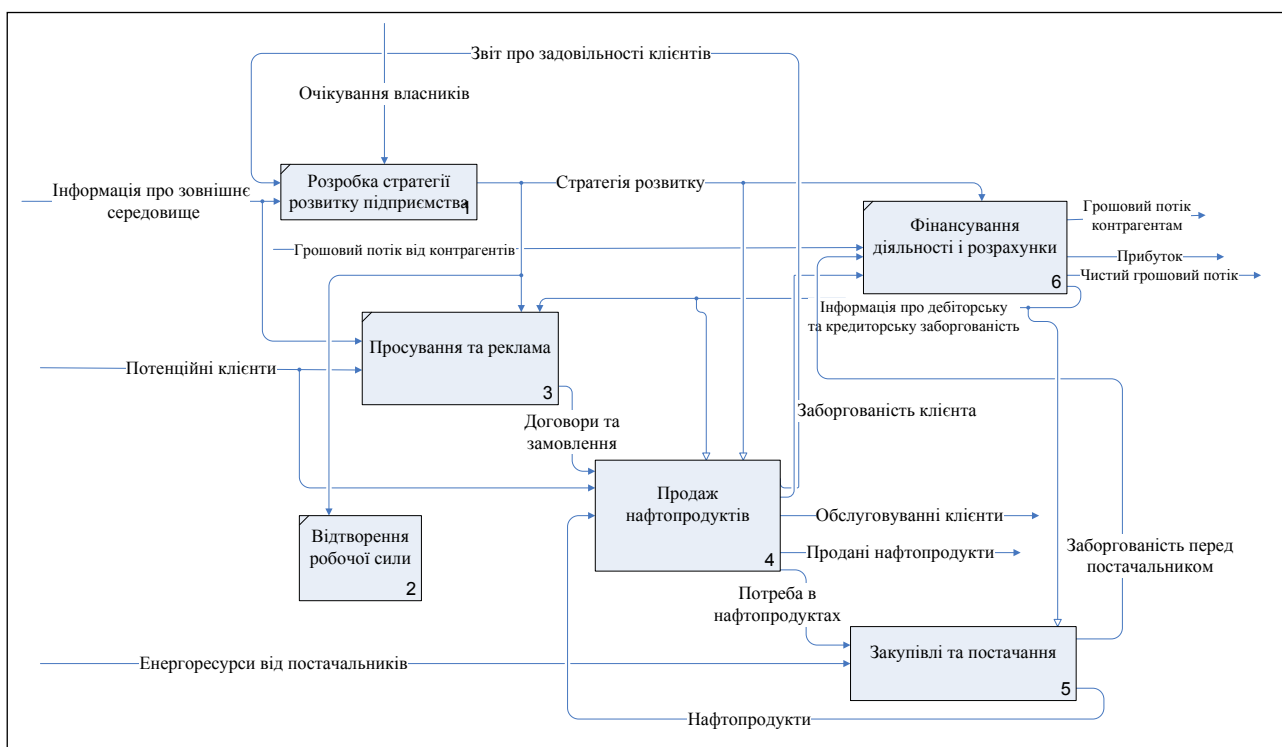 Звіт про задовільності клієнтів
Очікування власників
Інформація про зовнішнє
середовище
Розробка стратегії
розвитку підприємства
1
Стратегія розвитку
Грошовий потік від контрагентів
Фінансування
діяльності і розрахунки
6
Грошовий потік
контрагентам
Прибуток
Чистий грошовий потік
Інформація про дебіторську
та кредиторську заборгованість
Просування та реклама
3
Потенційні клієнти
Договори та
замовлення
Заборгованість клієнта
Продаж
нафтопродуктів
4
Обслуговуванні клієнти
Продані нафтопродукти
Відтворення
робочої сили
2
Заборгованість перед
постачальником
Потреба в
нафтопродуктах
Закупівлі та постачання
5
Енергоресурси від постачальників
Нафтопродукти